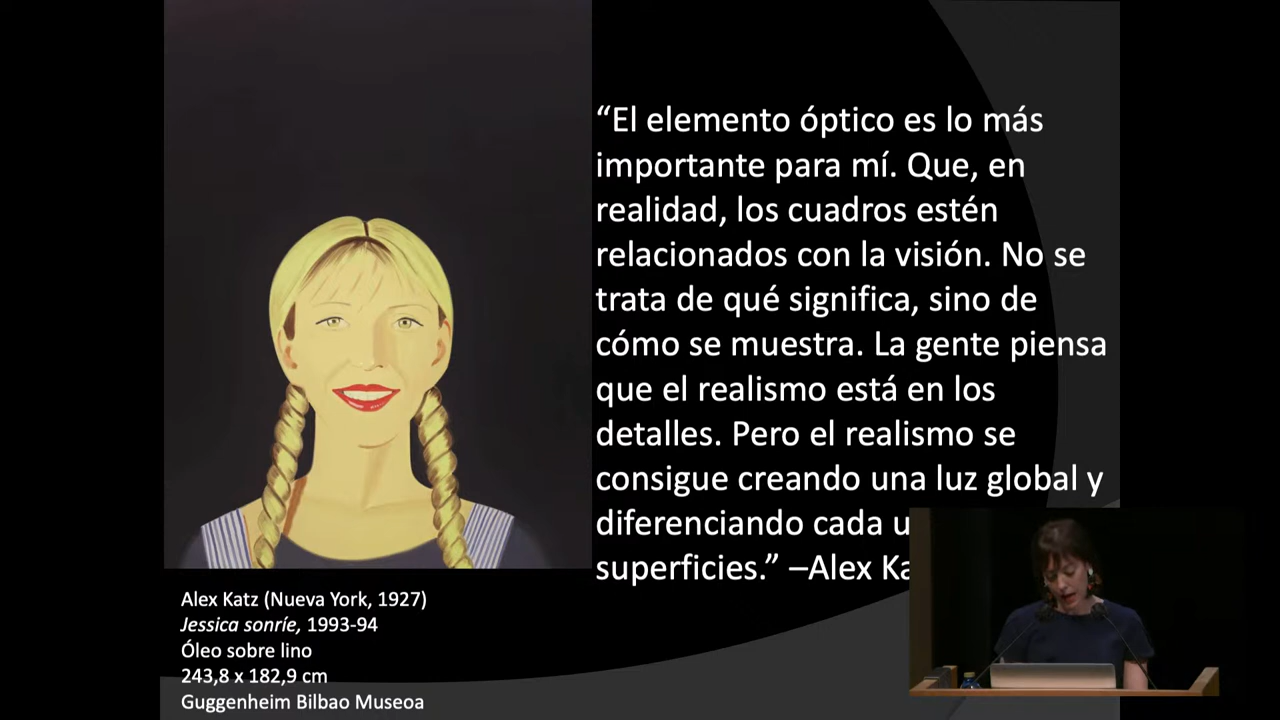 “El elemento óptico es lo más
importante para mí. Que, en
realidad, los cuadros estén
relacionados con la visión. No se
trata de qué significa, sino de
cómo se muestra. La gente piensa
que el realismo está en los
detalles. Pero el realismo se
consigue creando una luz global y
diferenciando cada
superficies.” –Alex
Alex Katz (Nueva York, 1927)
Jessica sonríe, 1993-94
Óleo sobre lino
243,8 x 182,9 cm
Guggenheim Bilbao Museoa